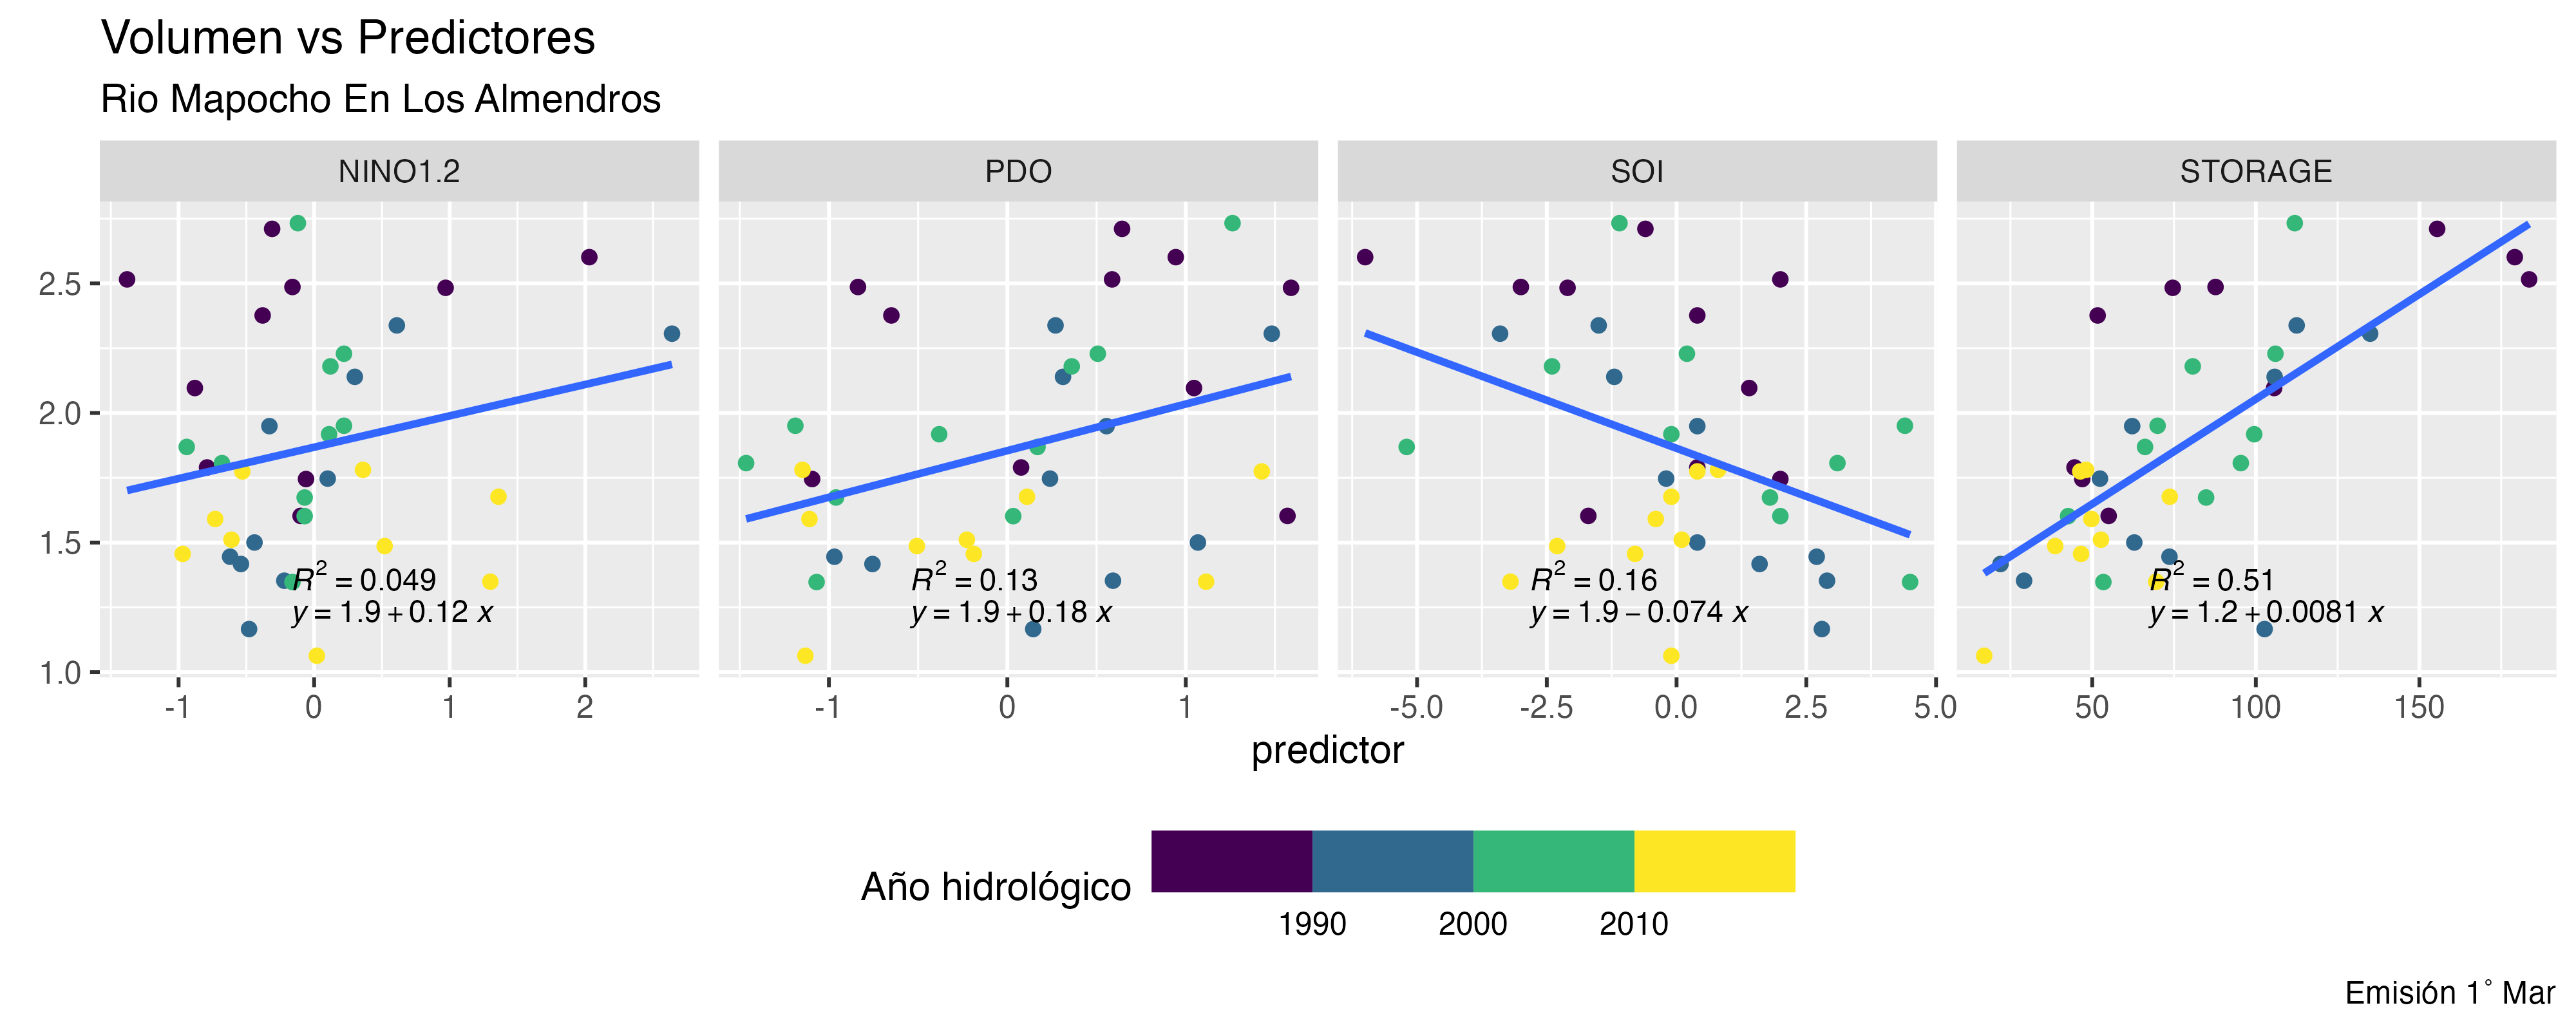 Volumen vs Predictores
Rio Mapocho En Los Almendros
NINO1.2 PDO SOI STORAGE
2.5
2.0
1.5
1.0
R² = 0.049 R² = 0.13 R² = 0.16 R² = 0.51
y = 1.9 + 0.12 x y = 1.9 + 0.18 x y = 1.9 − 0.074 x y = 1.2 + 0.0081 x
-1 0 1 2 -1 0 1 -5.0 -2.5 0.0 2.5 5.0 50 100 150
predictor
Año hidrológico
1990 2000 2010
Emisión 1° Mar